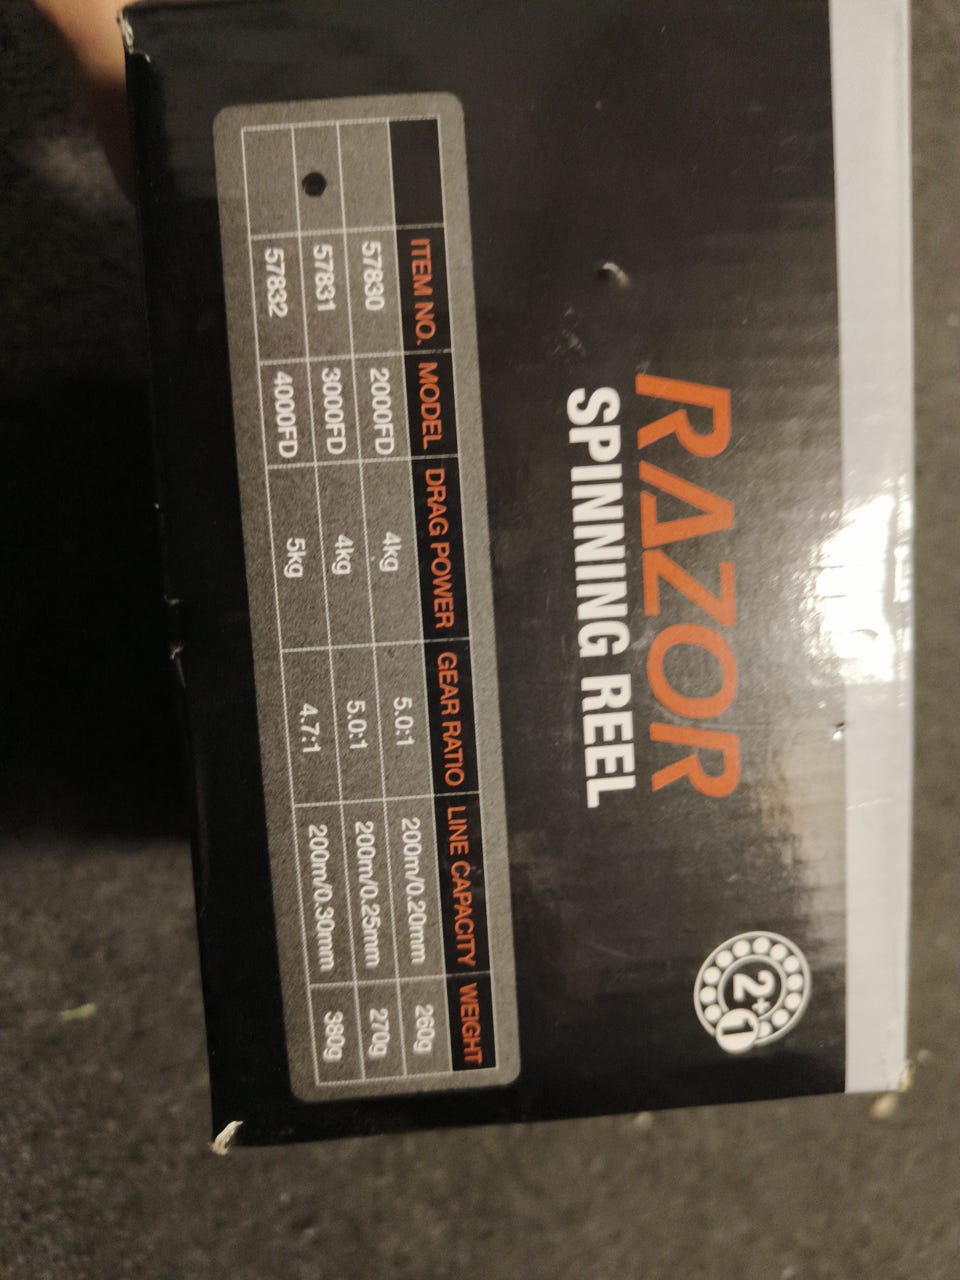 RAZOR
SPINNING REEL
2+1
ITEM NO. MODEL DRAG POWER GEAR RATIO LINE CAPACITY WEIGHT
57830 2000FD 4kg 5.0:1 200m/0.20mm 260g
57831 3000FD 4kg 5.0:1 200m/0.25mm 270g
57832 4000FD 5kg 4.7:1 200m/0.30mm 380g